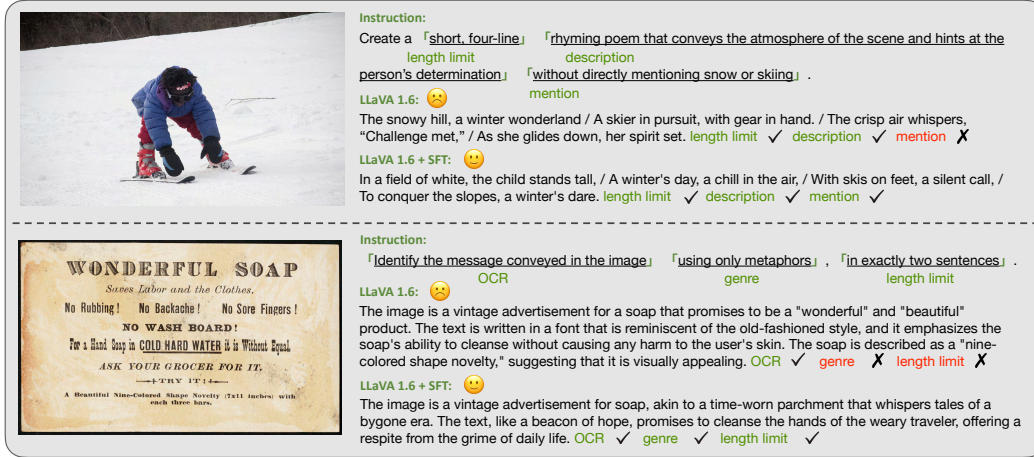 Instruction:
Create a 「short, four-line」 「rhyming poem that conveys the atmosphere of the scene and hints at the
length limit description
person's determination」 「without directly mentioning snow or skiing」 .
mention
LLaVA 1.6:
The snowy hill, a winter wonderland / A skier in pursuit, with gear in hand. / The crisp air whispers,
“Challenge met,” / As she glides down, her spirit set. length limit ✓ description ✓ mention ✗
LLaVA 1.6 + SFT:
In a field of white, the child stands tall, / A winter's day, a chill in the air, / With skis on feet, a silent call, /
To conquer the slopes, a winter's dare. length limit ✓ description ✓ mention ✓
WONDERFUL SOAP
Saves Labor and the Clothes.
No Rubbing! No Backache! No Sore Fingers!
NO WASH BOARD!
For a Hand Soap in COLD HARD WATER it is Without Equal.
ASK YOUR GROCER FOR IT.
TRY IT!
A Beautiful Nine-Colored Shape Novelty (7x11 inches) with
each three bars.
Instruction:
「Identify the message conveyed in the image」 「using only metaphors」 , 「in exactly two sentences」 .
OCR genre length limit
LLaVA 1.6:
The image is a vintage advertisement for a soap that promises to be a "wonderful" and "beautiful"
product. The text is written in a font that is reminiscent of the old-fashioned style, and it emphasizes the
soap's ability to cleanse without causing any harm to the user's skin. The soap is described as a "nine-
colored shape novelty," suggesting that it is visually appealing. OCR ✓ genre ✗ length limit ✗
LLaVA 1.6 + SFT:
The image is a vintage advertisement for soap, akin to a time-worn parchment that whispers tales of a
bygone era. The text, like a beacon of hope, promises to cleanse the hands of the weary traveler, offering a
respite from the grime of daily life. OCR ✓ genre ✓ length limit ✓